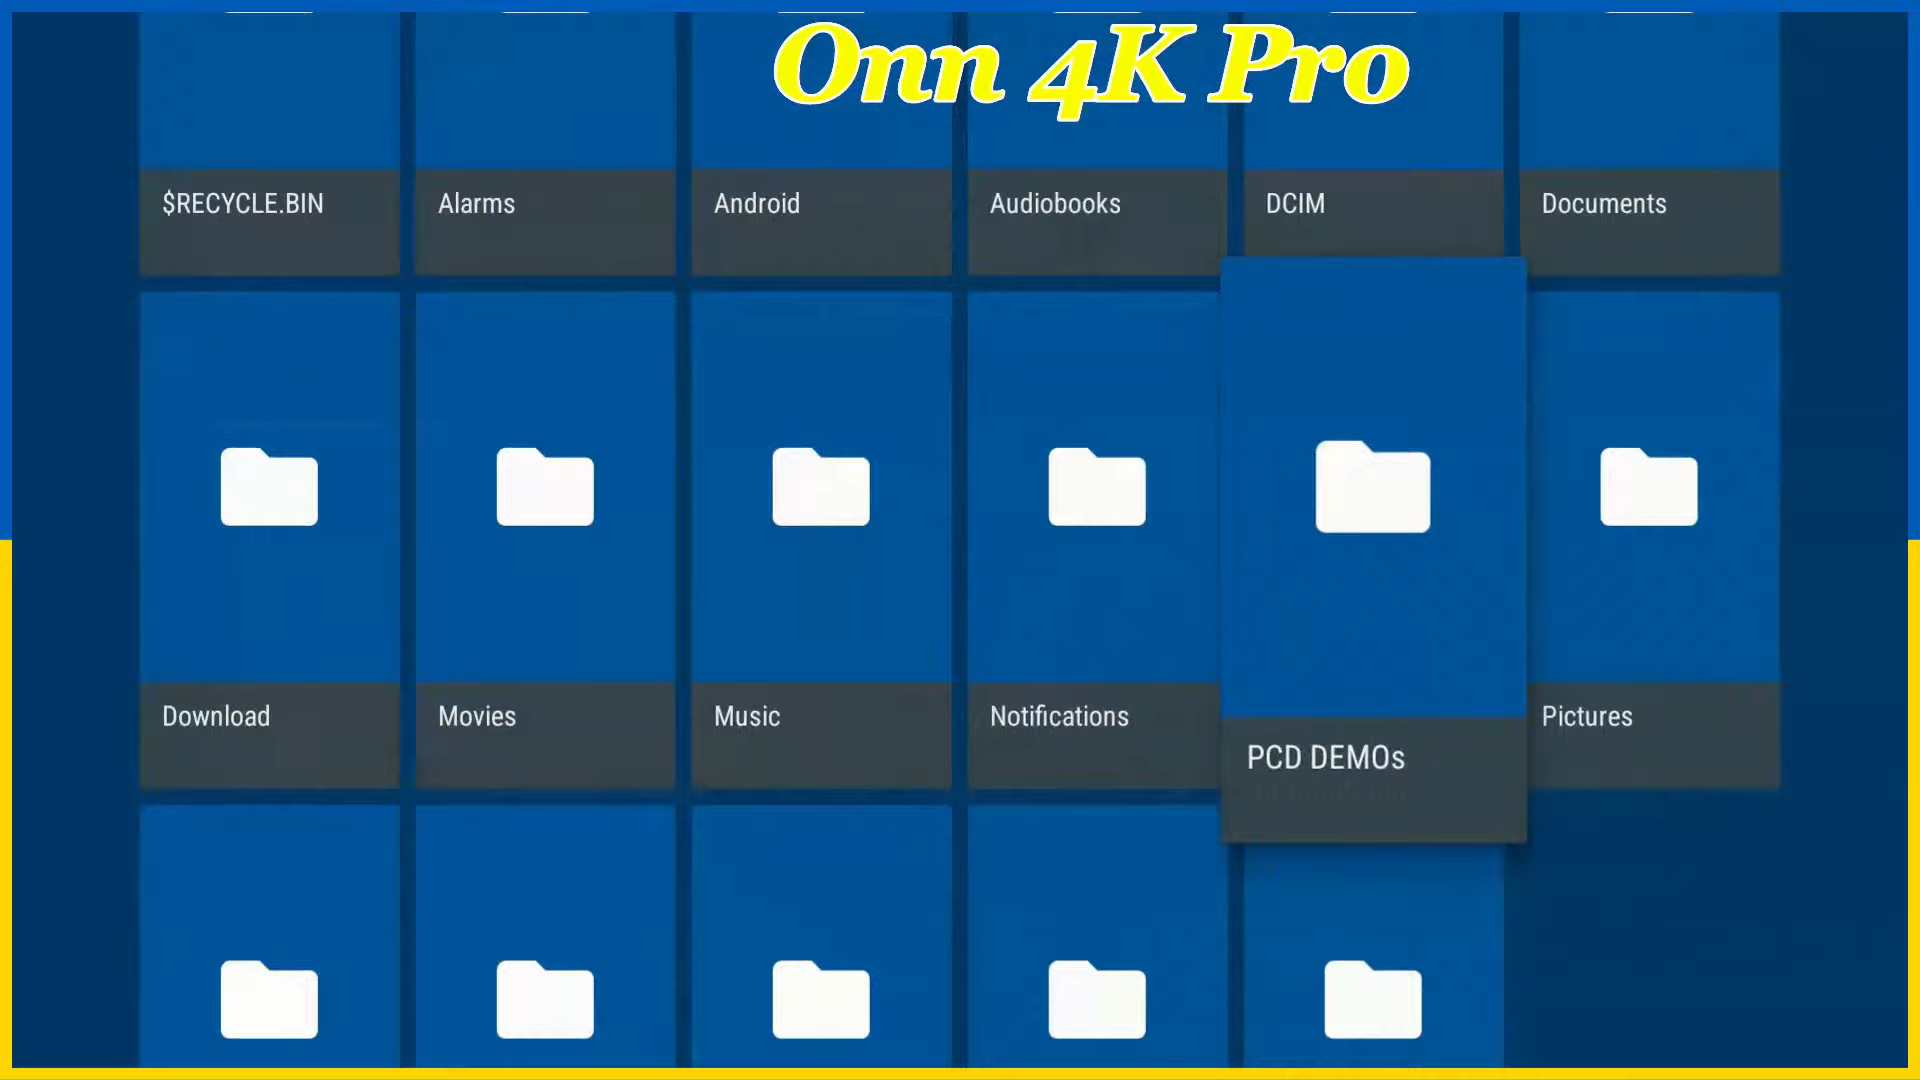 Onn 4K Pro
$RECYCLE.BIN
Alarms
Android
Audiobooks
DCIM
Documents
Download
Movies
Music
Notifications
PCD DEMOs
Pictures